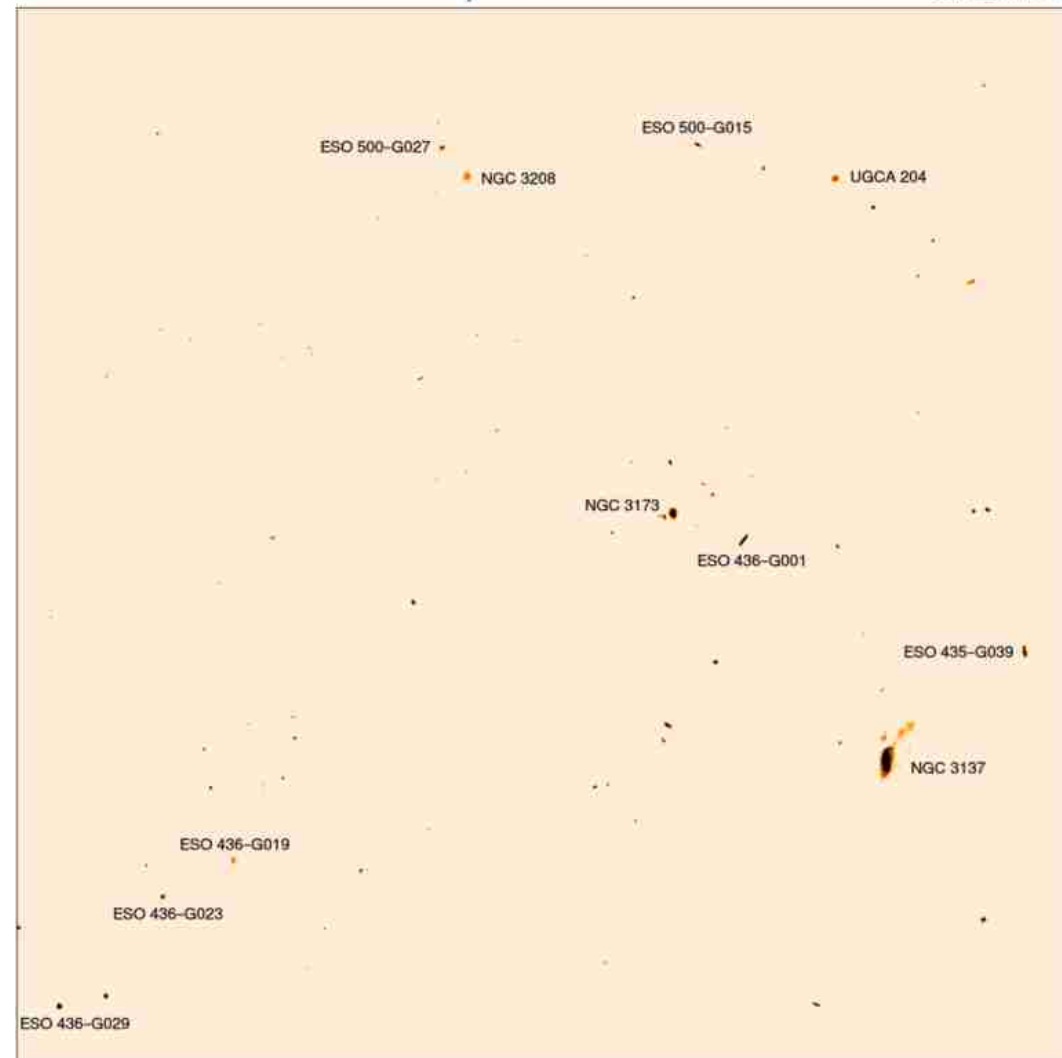 ESO 500–G015
ESO 500–G027
NGC 3208
UGCA 204
NGC 3173
ESO 436–G001
ESO 435–G039
NGC 3137
ESO 436–G019
ESO 436–G023
ESO 436–G029